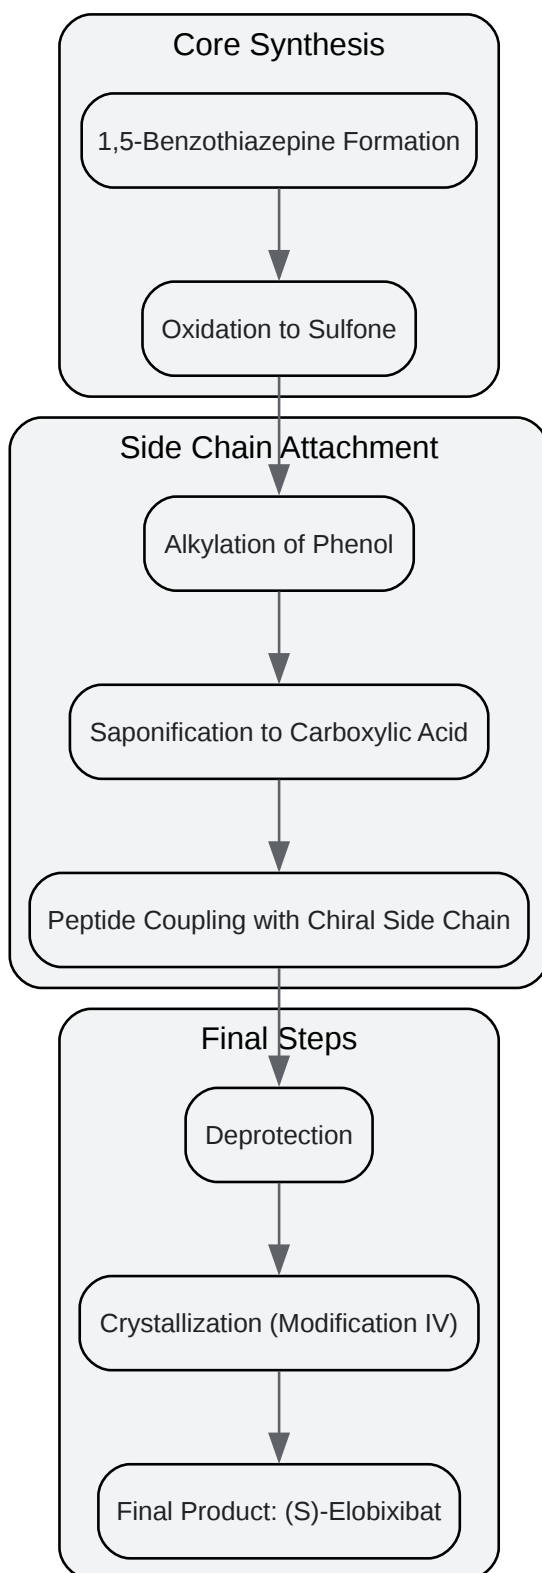 Core Synthesis
1,5-Benzothiazepine Formation
Oxidation to Sulfone
Side Chain Attachment
Alkylation of Phenol
Saponification to Carboxylic Acid
Peptide Coupling with Chiral Side Chain
Final Steps
Deprotection
Crystallization (Modification IV)
Final Product: (S)-Elobixibat